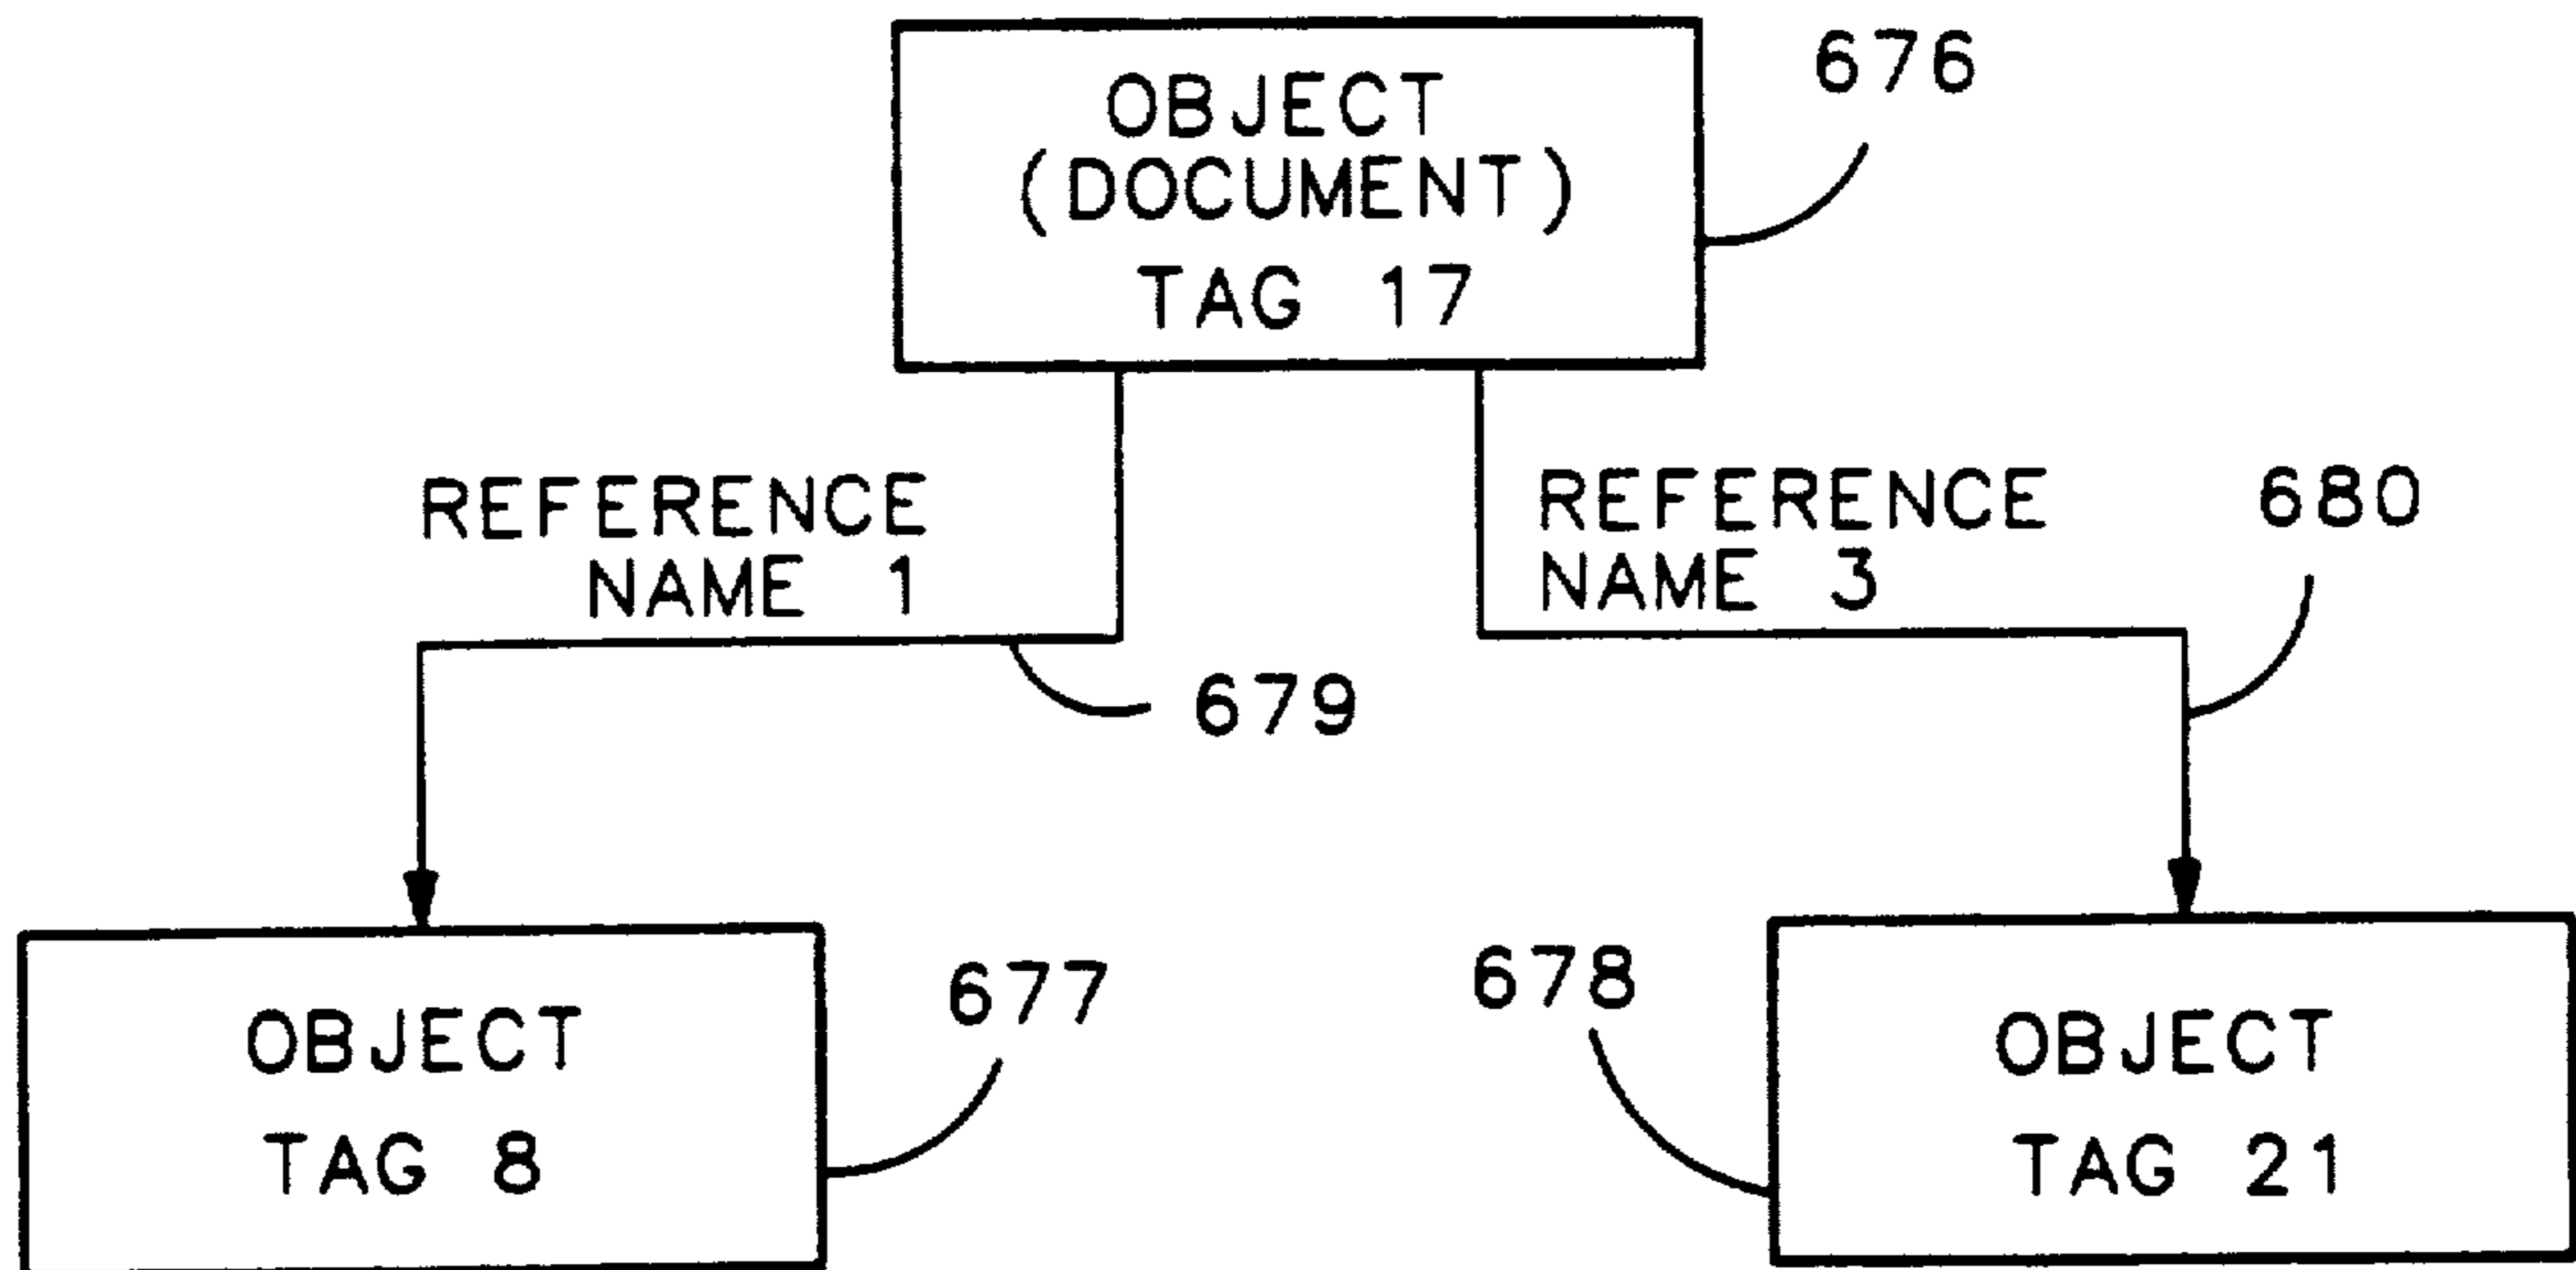 OBJECT
(DOCUMENT)
TAG 17
676
REFERENCE
NAME 1
679
REFERENCE
NAME 3
680
OBJECT
TAG 8
677
678
OBJECT
TAG 21